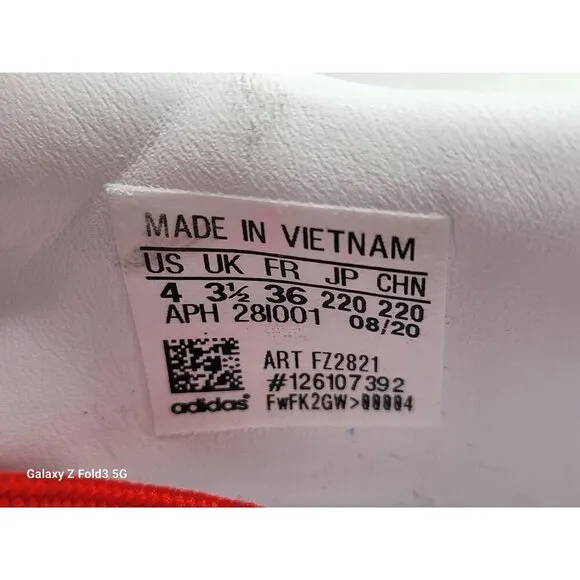 MADE IN VIETNAM
US UK FR JP CHN
4 3½ 36 220 220
APH 281001 08/20
ART FZ2821
#126107392
adidas FwFK2GW>00004
Galaxy Z Fold3 5G